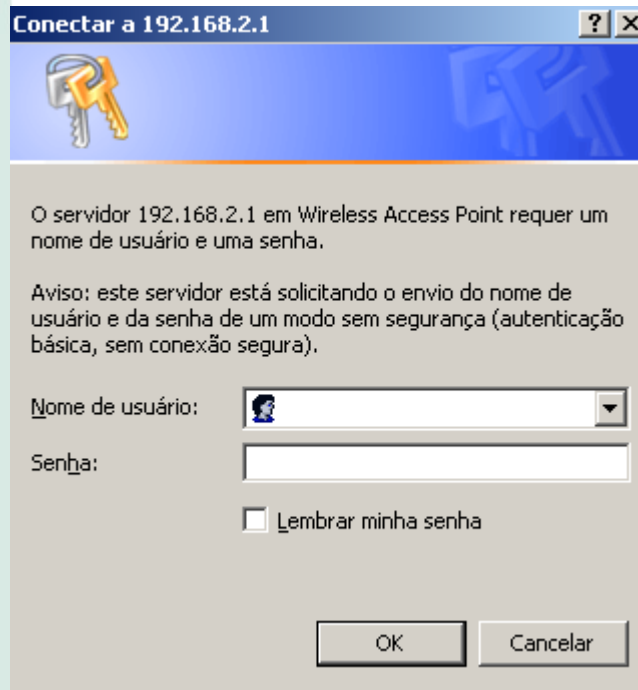 Conectar a 192.168.2.1
O servidor 192.168.2.1 em Wireless Access Point requer um
nome de usuário e uma senha.
Aviso: este servidor está solicitando o envio do nome de
usuário e da senha de um modo sem segurança (autenticação
básica, sem conexão segura).
Nome de usuário:
Senha:
Lembrar minha senha
OK Cancelar